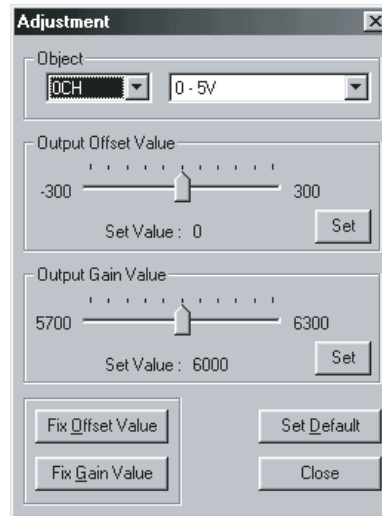 Adjustment
Object
0CH 0 - 5V
Output Offset Value
-300 300
Set Value : 0 Set
Output Gain Value
5700 6300
Set Value : 6000 Set
Fix Offset Value Set Default
Fix Gain Value Close